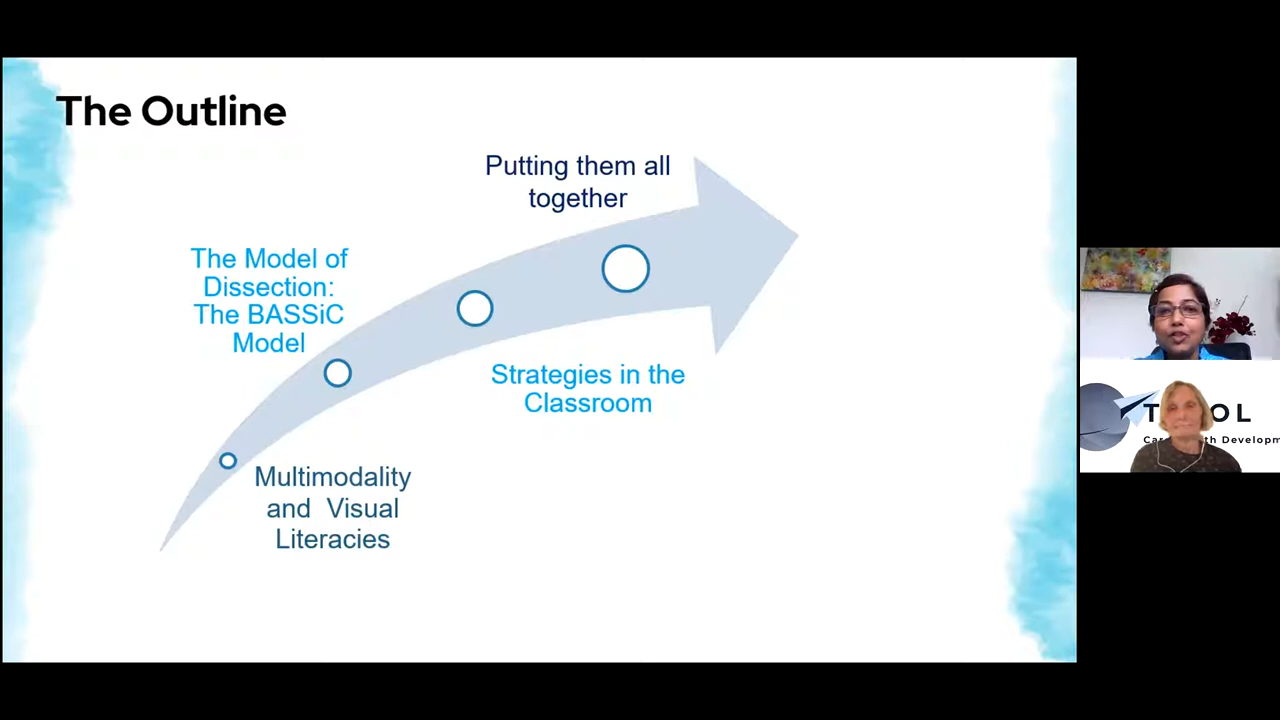 The Outline
Putting them all
together
The Model of
Dissection:
The BASSiC
Model
Strategies in the
Classroom
Multimodality
and Visual
Literacies